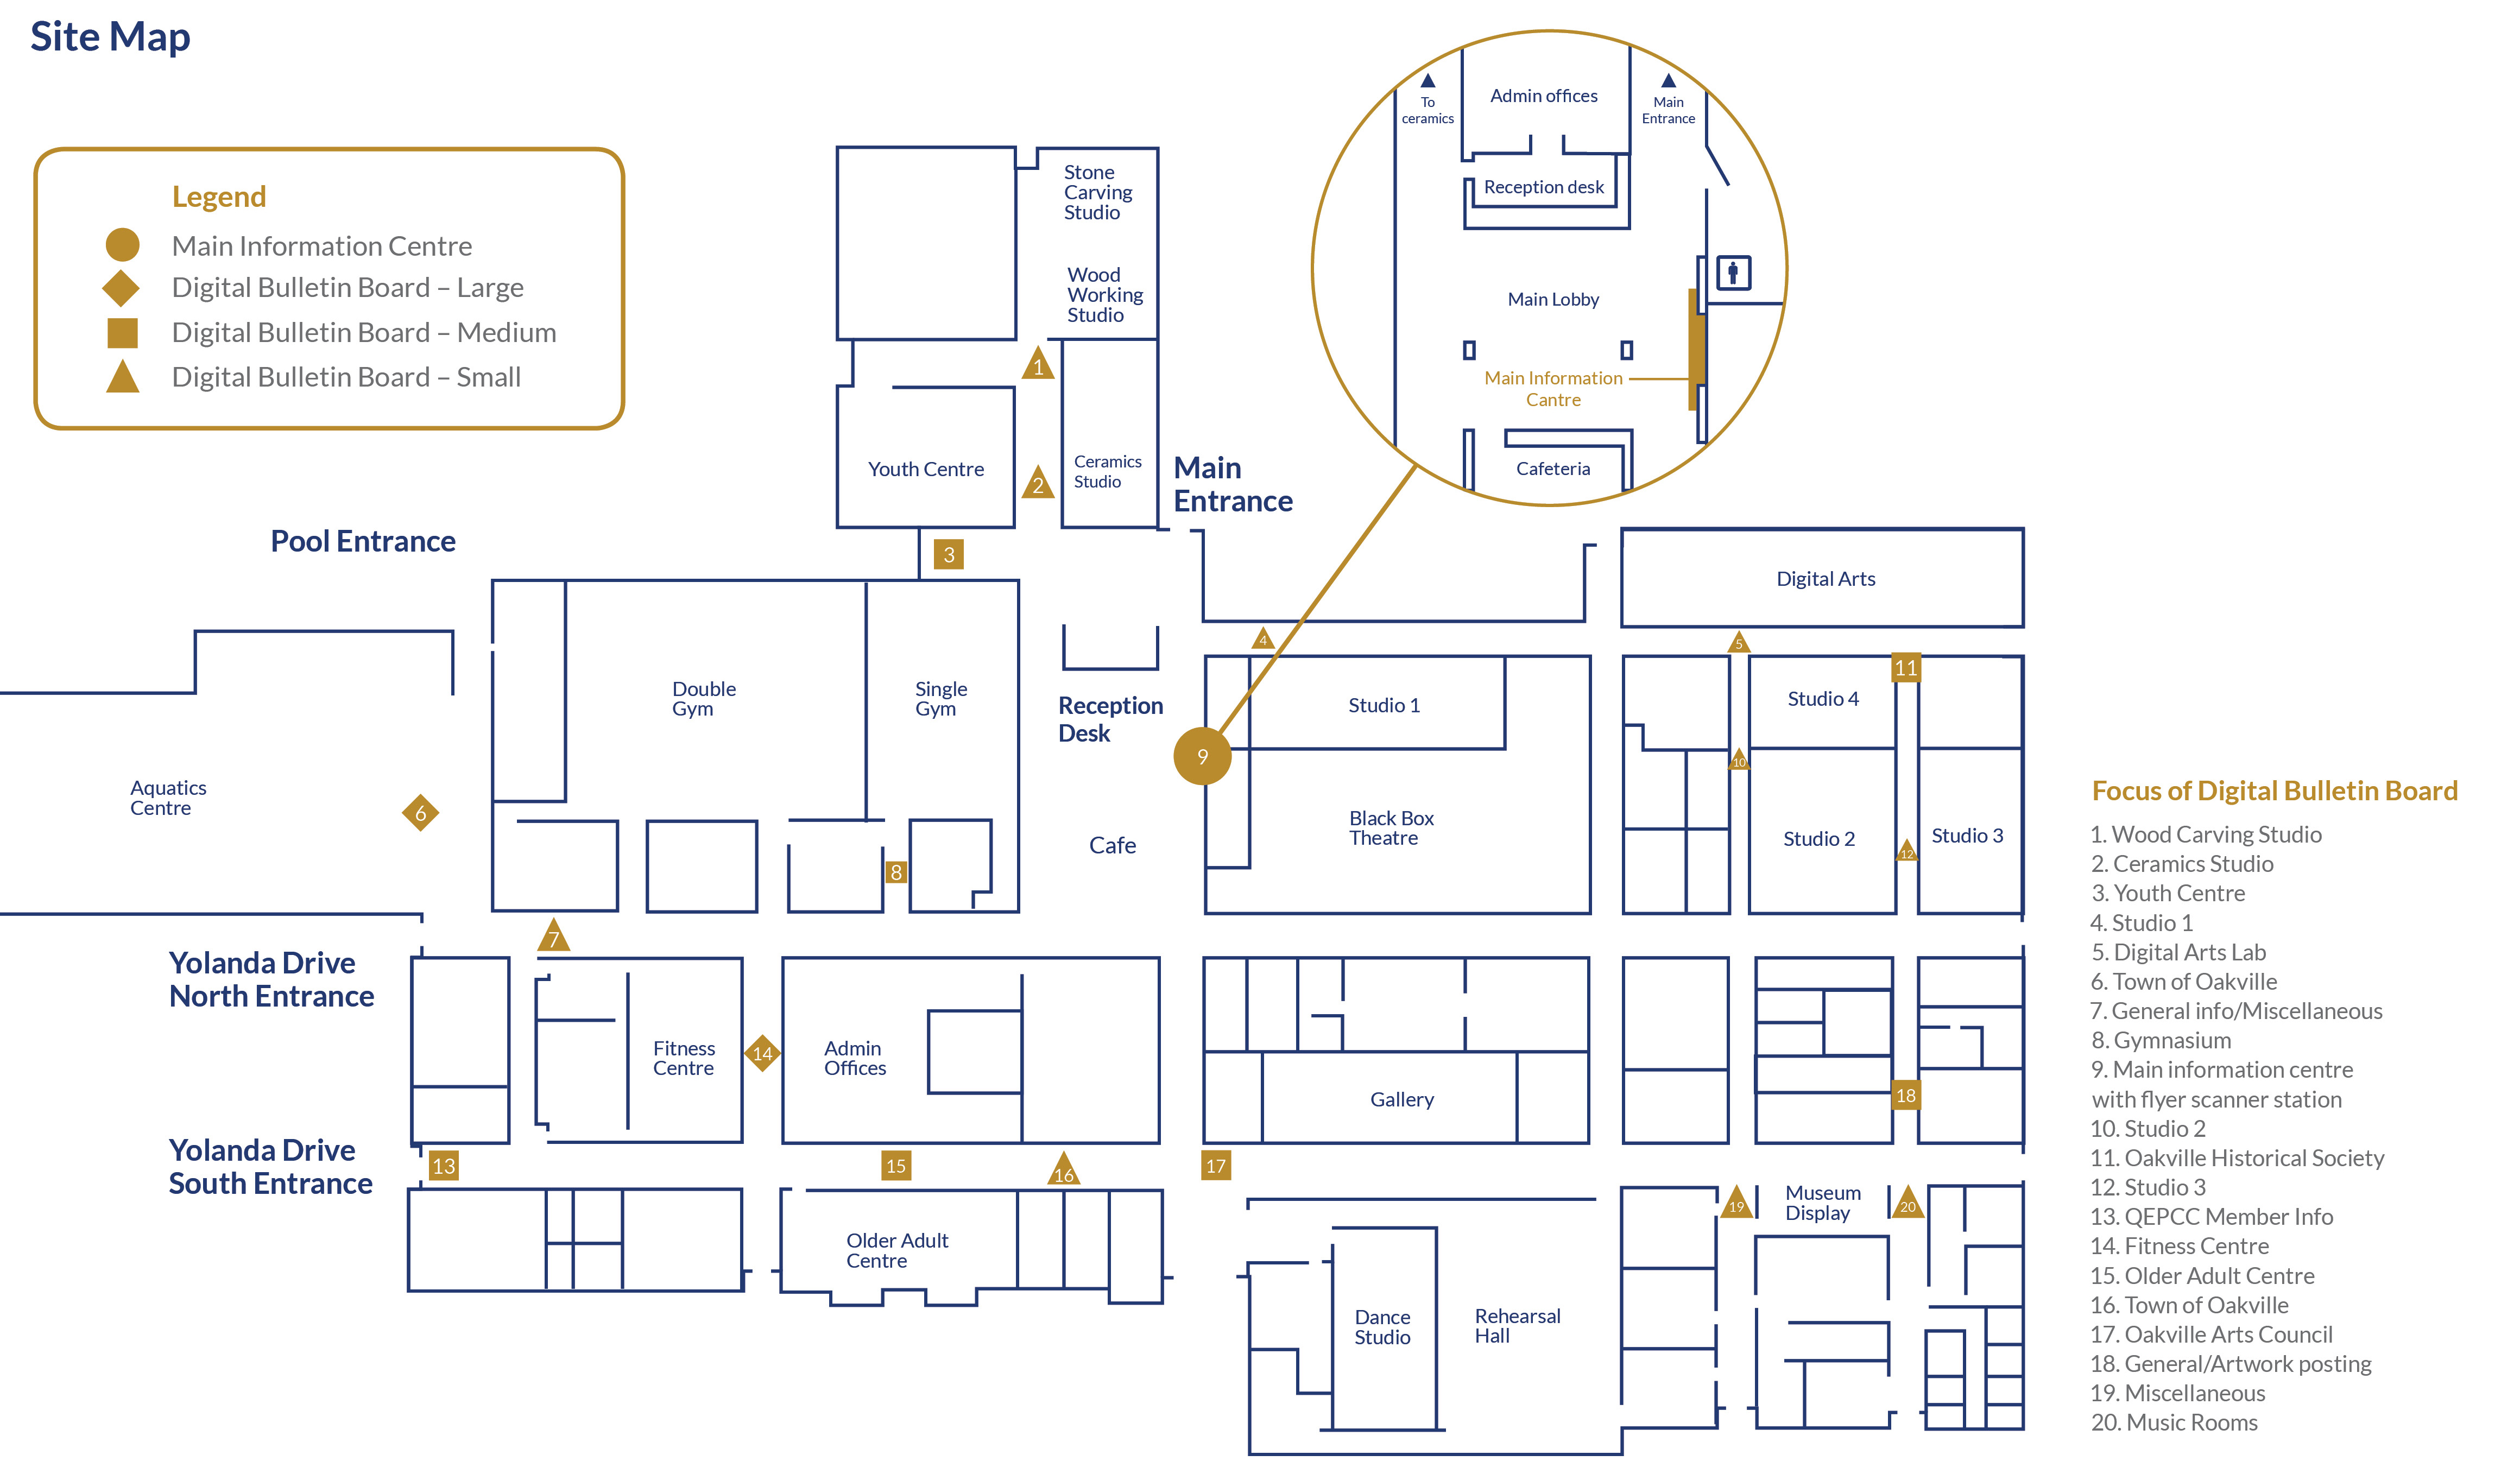 Site Map
Legend
Main Information Centre
Digital Bulletin Board – Large
Digital Bulletin Board – Medium
Digital Bulletin Board – Small
To
ceramics
Admin offices
Main
Entrance
Reception desk
Main Lobby
Main Information
Cantre
Cafeteria
Stone
Carving
Studio
Wood
Working
Studio
1
Youth Centre
2
Ceramics
Studio
Main
Entrance
Pool Entrance
3
Digital Arts
4
5
11
Double
Gym
Single
Gym
Reception
Desk
Studio 1
Studio 4
9
10
Aquatics
Centre
6
Cafe
Black Box
Theatre
Studio 2
12
Studio 3
8
7
Yolanda Drive
North Entrance
Fitness
Centre
14
Admin
Offices
Gallery
18
Yolanda Drive
South Entrance
13
15
16
17
19
Museum
Display
20
Older Adult
Centre
Dance
Studio
Rehearsal
Hall
Focus of Digital Bulletin Board
1. Wood Carving Studio
2. Ceramics Studio
3. Youth Centre
4. Studio 1
5. Digital Arts Lab
6. Town of Oakville
7. General info/Miscellaneous
8. Gymnasium
9. Main information centre
with flyer scanner station
10. Studio 2
11. Oakville Historical Society
12. Studio 3
13. QEPCC Member Info
14. Fitness Centre
15. Older Adult Centre
16. Town of Oakville
17. Oakville Arts Council
18. General/Artwork posting
19. Miscellaneous
20. Music Rooms